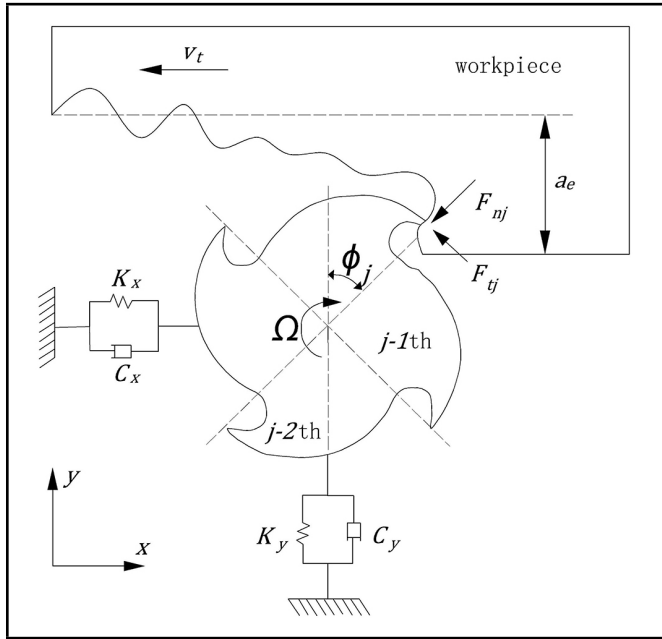 v_t
workpiece
a_e
F_nj
F_tj
ϕ_j
K_x
Ω
j-1th
C_x
j-2th
y
K_y
C_y
x